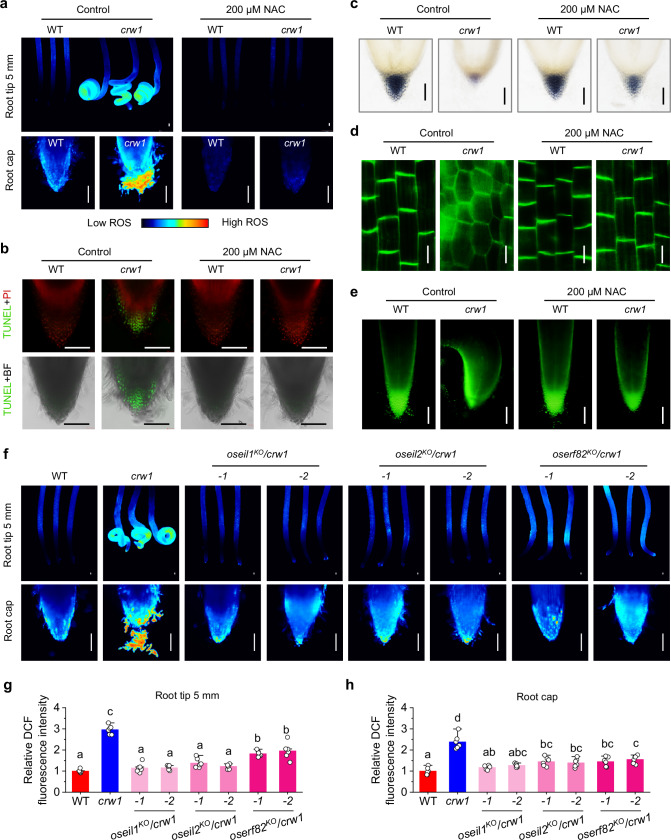 a
Control
200 µM NAC
WT
crw1
WT
crw1
Root tip 5 mm
Root cap
WT
crw1
WT
crw1
Low ROS
High ROS
b
Control
200 µM NAC
WT
crw1
WT
crw1
TUNEL+PI
TUNEL+BF
c
Control
200 µM NAC
WT
crw1
WT
crw1
d
Control
200 µM NAC
WT
crw1
WT
crw1
e
Control
200 µM NAC
WT
crw1
WT
crw1
f
WT
crw1
oseil1KO/crw1
oseil2KO/crw1
oserf82KO/crw1
-1
-2
-1
-2
-1
-2
Root tip 5 mm
Root cap
g
Root tip 5 mm
Relative DCF
fluorescence intensity
4
3
2
1
0
a
c
a
a
a
a
b
b
WT
crw1
-1
-2
-1
-2
-1
-2
oseil1KO/crw1
oseil2KO/crw1
oserf82KO/crw1
h
Root cap
Relative DCF
fluorescence intensity
4
3
2
1
0
a
d
ab
abc
bc
bc
bc
c
WT
crw1
-1
-2
-1
-2
-1
-2
oseil1KO/crw1
oseil2KO/crw1
oserf82KO/crw1